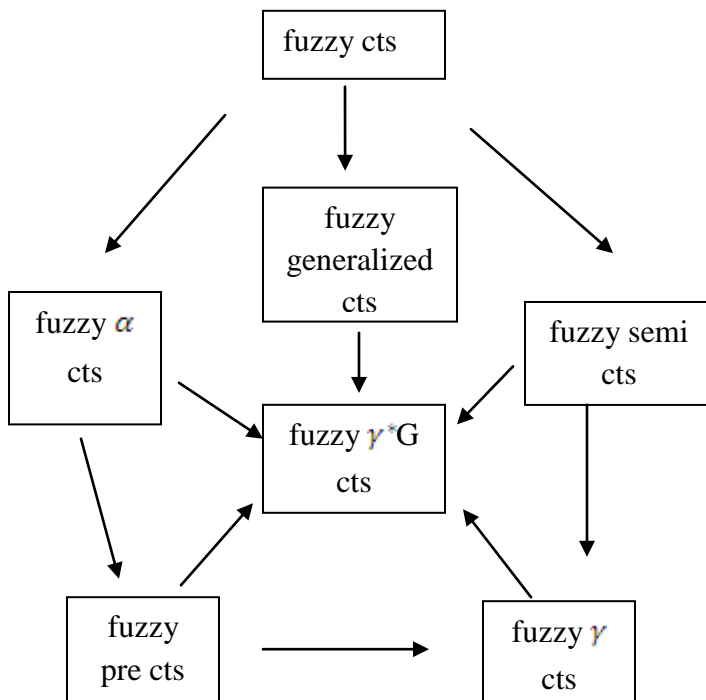 fuzzy cts
fuzzy
generalized
cts
fuzzy α
cts
fuzzy semi
cts
fuzzy γ*G
cts
fuzzy
pre cts
fuzzy γ
cts